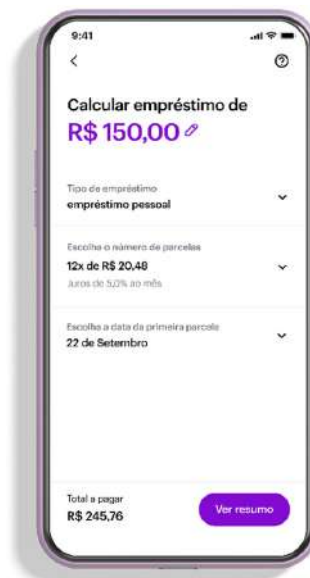 9:41
Calcular empréstimo de
R$ 150,00
Tipo de empréstimo
empréstimo pessoal
Escolha o número de parcelas
12x de R$ 20,48
Juros de 5,0% ao mês
Escolha a data da primeira parcela
22 de Setembro
Total a pagar
R$ 245,76
Ver resumo